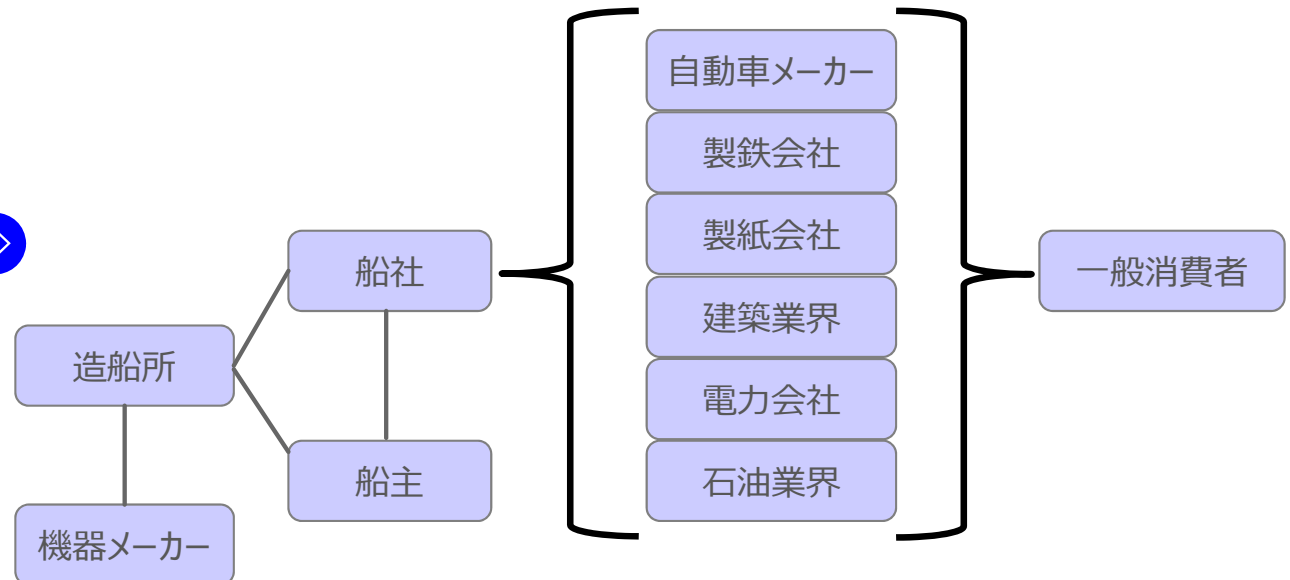 自動車メーカー
製鉄会社
製紙会社
船社
一般消費者
建築業界
造船所
電力会社
船主
石油業界
機器メーカー